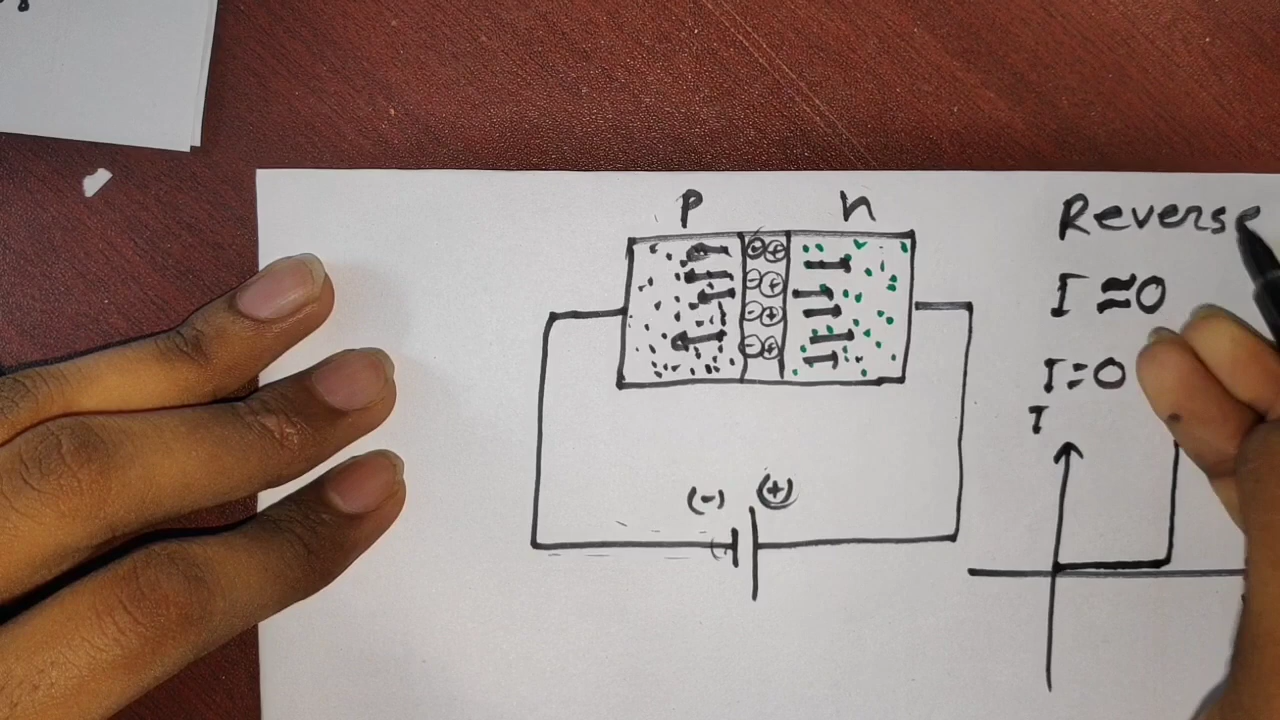 p n
Reverse
I ≈ 0
I = 0
I
⊖⊕
⊖⊕
⊖⊕
⊖⊕
(-) (+)